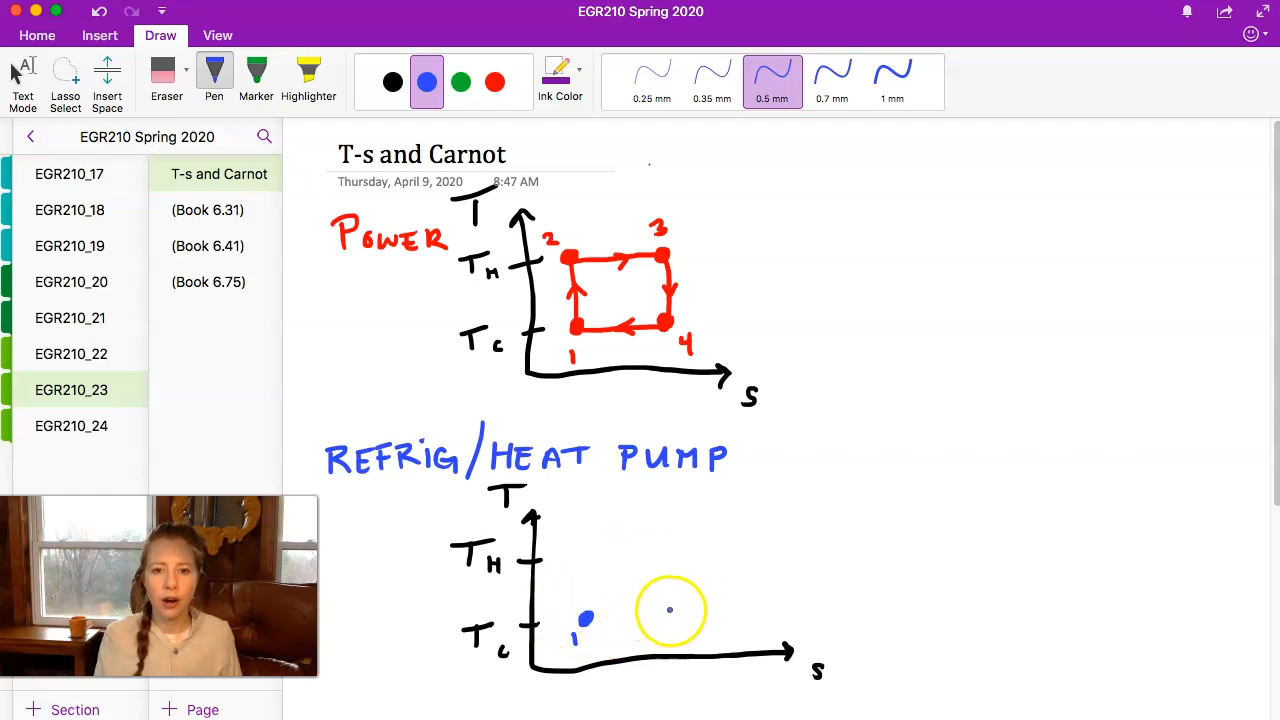 EGR210 Spring 2020
Home Insert Draw View
Text Mode
Lasso Select
Insert Space
Eraser
Pen
Marker
Highlighter
Ink Color
0.25 mm
0.35 mm
0.5 mm
0.7 mm
1 mm
EGR210 Spring 2020
EGR210_17
EGR210_18
EGR210_19
EGR210_20
EGR210_21
EGR210_22
EGR210_23
EGR210_24
T-s and Carnot
(Book 6.31)
(Book 6.41)
(Book 6.75)
+ Section
+ Page
T-s and Carnot
Thursday, April 9, 2020 8:47 AM
POWER
T
2
3
TH
TC
1
4
s
REFRIG/HEAT PUMP
T
TH
TC
1
s